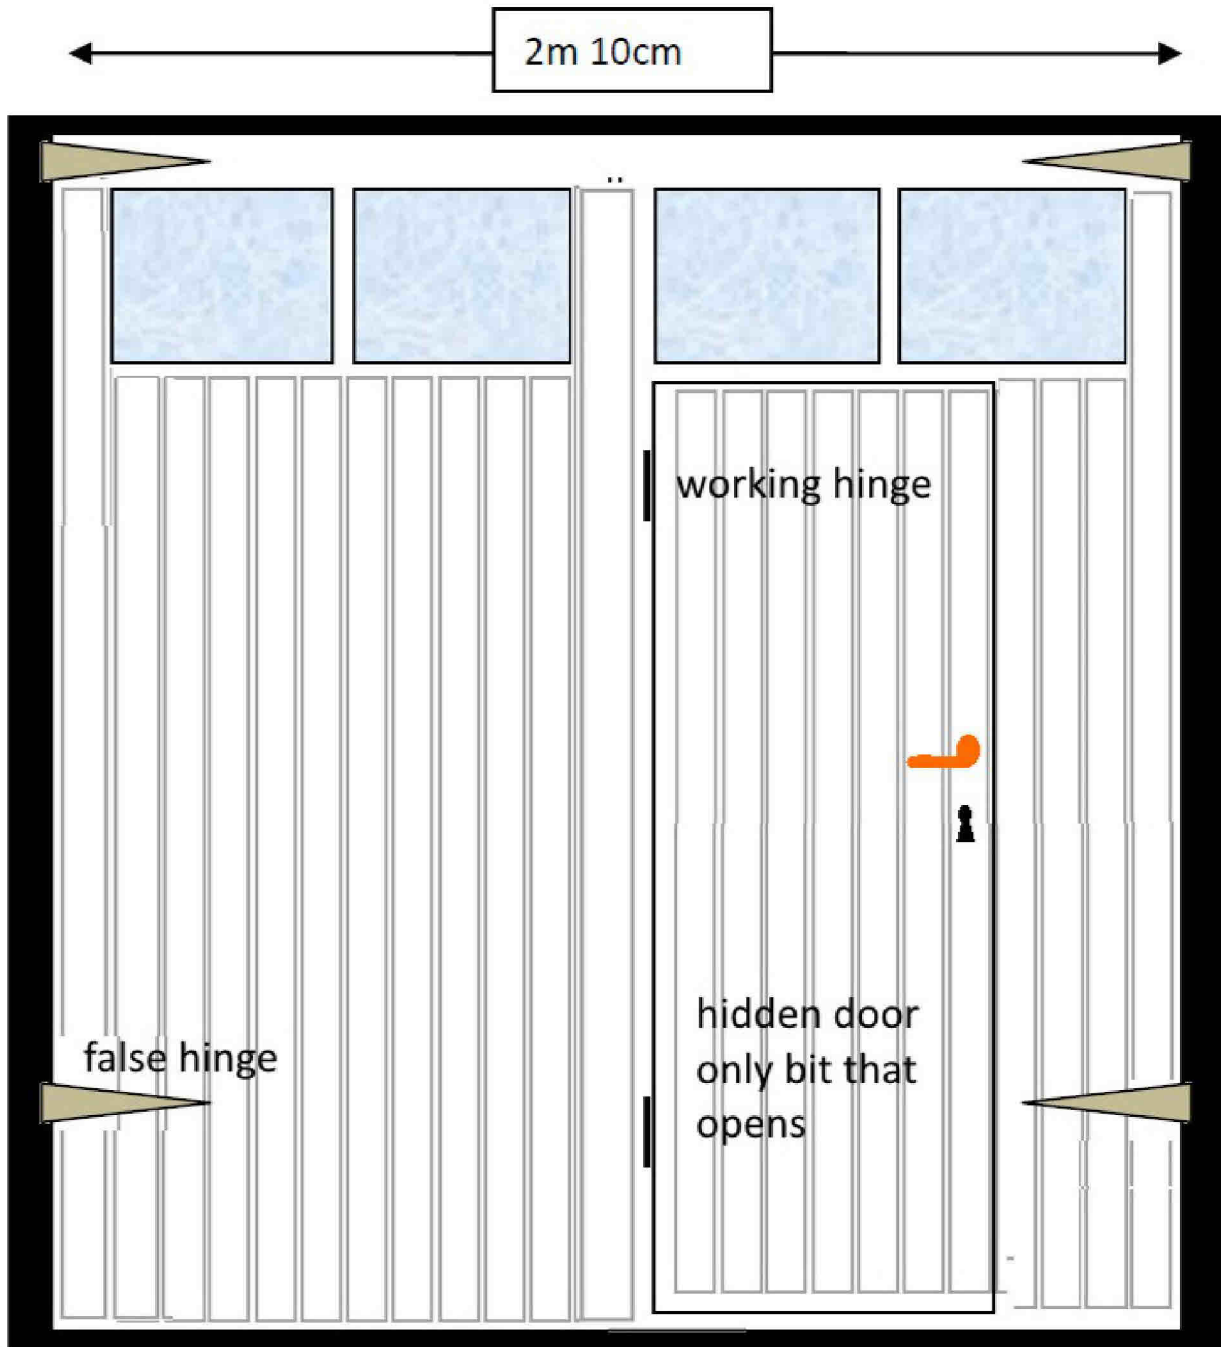 2m 10cm
working hinge
hidden door
only bit that
opens
false hinge